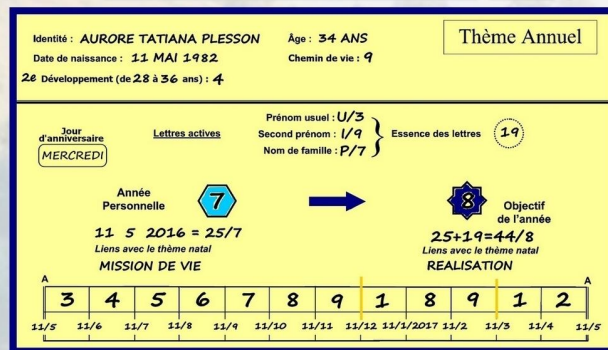 Identité : AURORE TATIANA PLESSON
Âge : 34 ANS
Thème Annuel
Date de naissance : 11 MAI 1982
Chemin de vie : 9
2e Développement (de 28 à 36 ans) : 4
Jour d'anniversaire
MERCREDI
Lettres actives
Prénom usuel : U/3
Second prénom : I/9
Nom de famille : P/7
Essence des lettres
19
Année
Personnelle
7
8
Objectif
de l'année
11 5 2016 = 25/7
25+19=44/8
Liens avec le thème natal
Liens avec le thème natal
MISSION DE VIE
REALISATION
A
A
3 4 5 6 7 8 9 1 8 9 1 2
11/5 11/6 11/7 11/8 11/9 11/10 11/11 11/12 11/1/2017 11/2 11/3 11/4 11/5